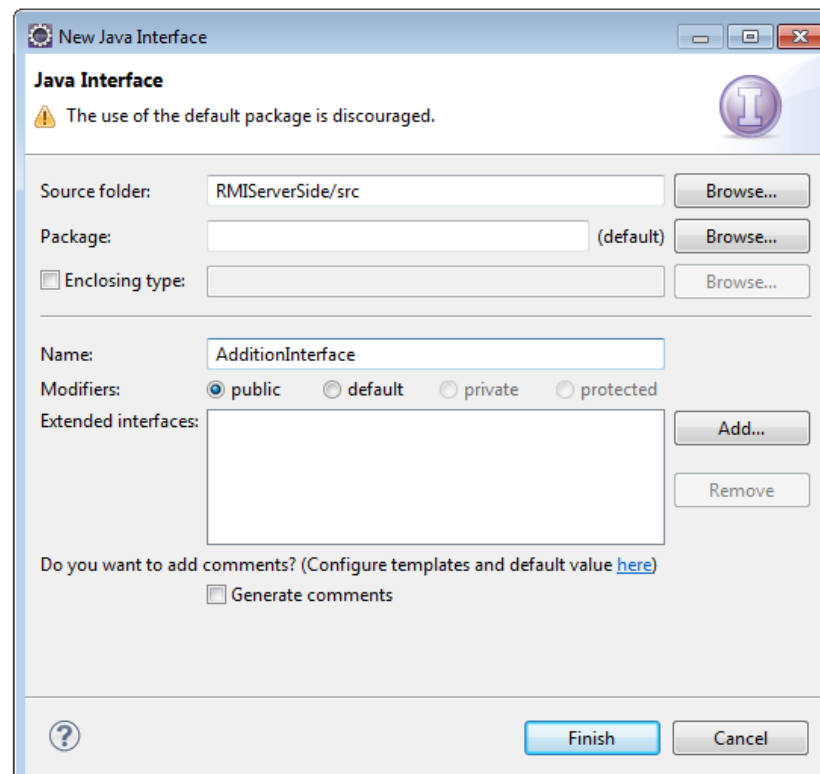 New Java Interface
Java Interface
The use of the default package is discouraged.
Source folder: RMIServerSide/src Browse...
Package: (default) Browse...
Enclosing type: Browse...
Name: AdditionInterface
Modifiers: public default private protected
Extended interfaces: Add...
Remove
Do you want to add comments? (Configure templates and default value here)
Generate comments
? Finish Cancel